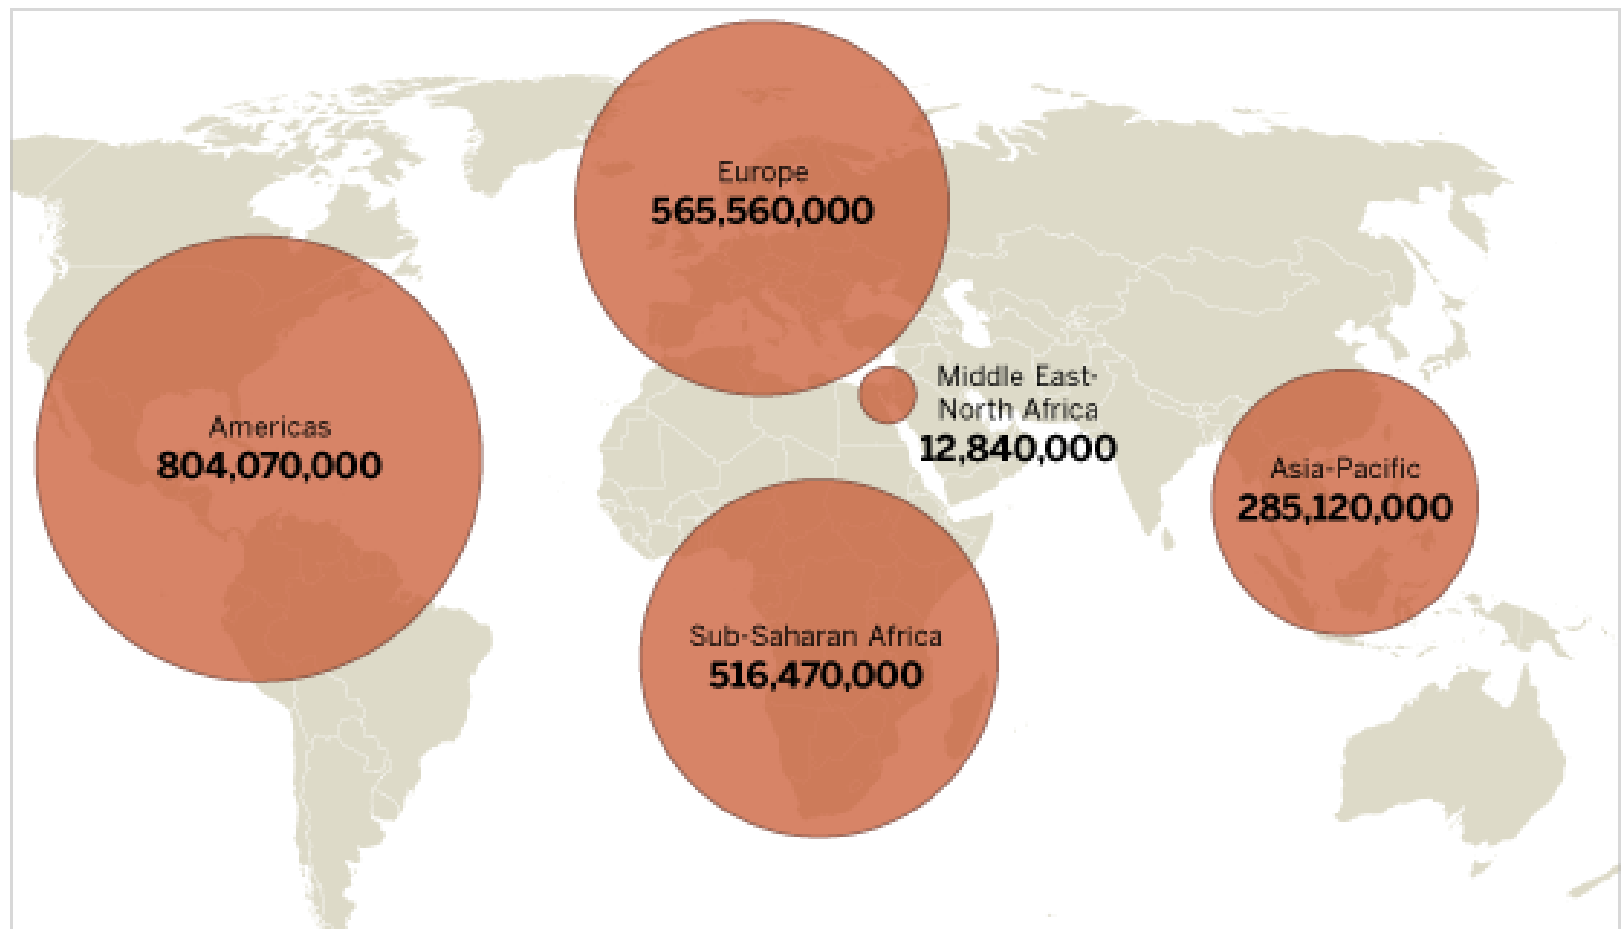 Europe
565,560,000
Americas
804,070,000
Middle East-
North Africa
12,840,000
Asia-Pacific
285,120,000
Sub-Saharan Africa
516,470,000